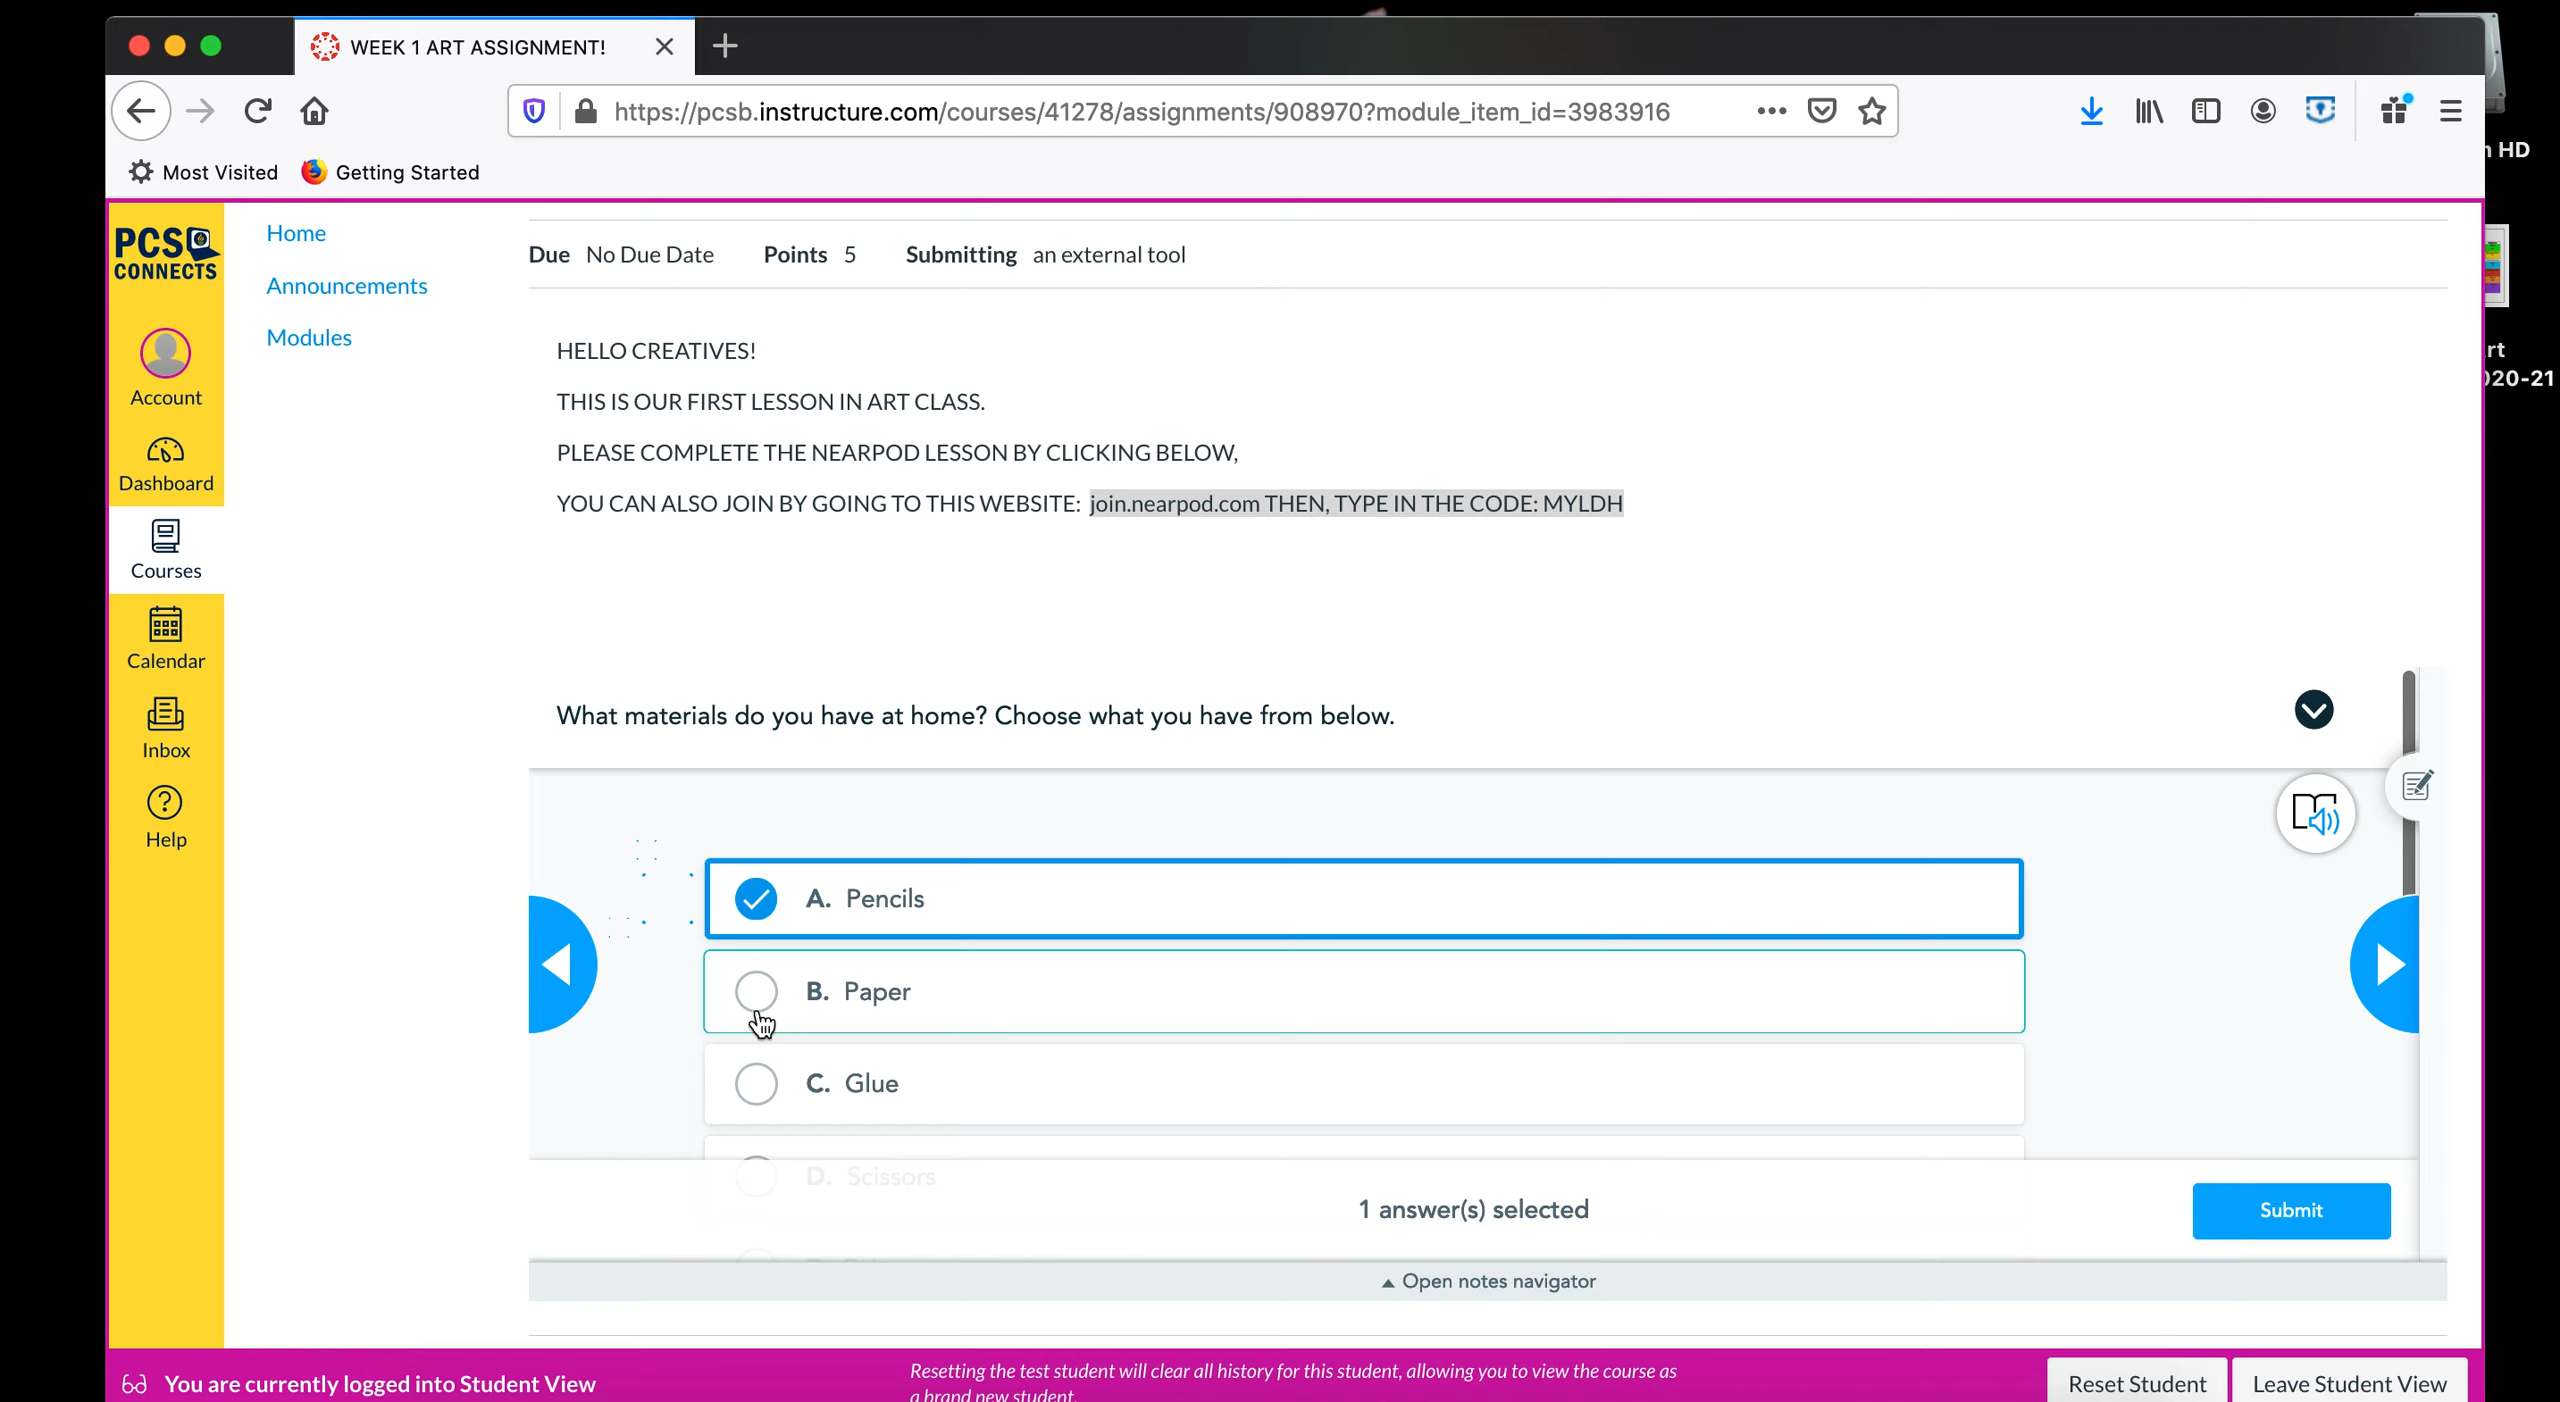 WEEK 1 ART ASSIGNMENT!
https://pcsb.instructure.com/courses/41278/assignments/908970?module_item_id=3983916
Most Visited
Getting Started
HD
rt
020-21
PCS
CONNECTS
Account
Dashboard
Courses
Calendar
Inbox
Help
Home
Announcements
Modules
Due No Due Date Points 5 Submitting an external tool
HELLO CREATIVES!
THIS IS OUR FIRST LESSON IN ART CLASS.
PLEASE COMPLETE THE NEARPOD LESSON BY CLICKING BELOW,
YOU CAN ALSO JOIN BY GOING TO THIS WEBSITE: join.nearpod.com THEN, TYPE IN THE CODE: MYLDH
What materials do you have at home? Choose what you have from below.
A. Pencils
B. Paper
C. Glue
D. Scissors
1 answer(s) selected
Submit
Open notes navigator
You are currently logged into Student View
Resetting the test student will clear all history for this student, allowing you to view the course as
a brand new student.
Reset Student
Leave Student View